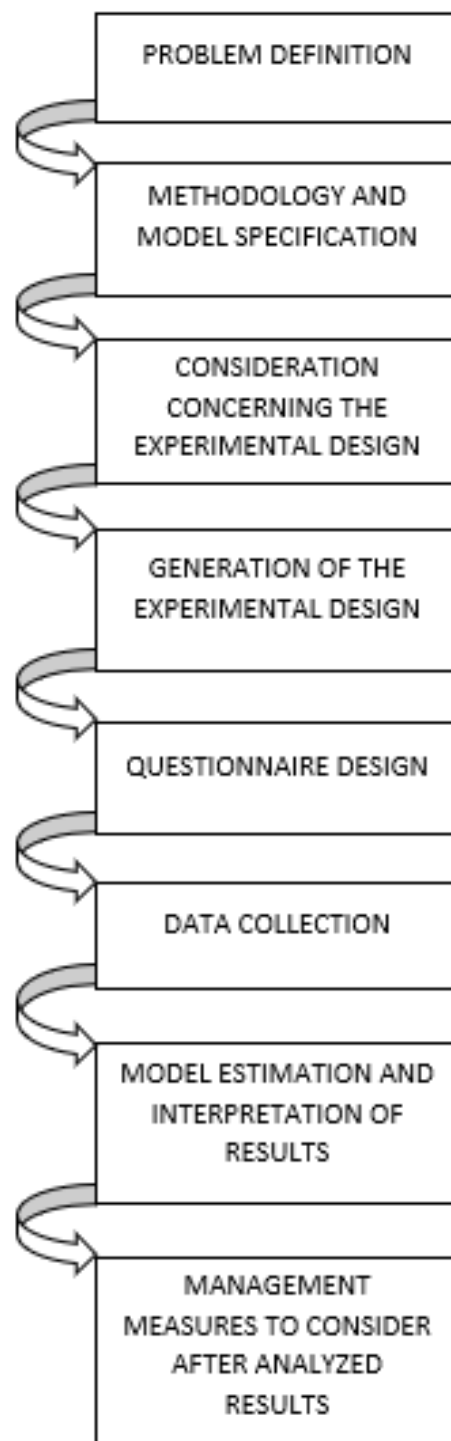 PROBLEM DEFINITION
METHODOLOGY AND
MODEL SPECIFICATION
CONSIDERATION
CONCERNING THE
EXPERIMENTAL DESIGN
GENERATION OF THE
EXPERIMENTAL DESIGN
QUESTIONNAIRE DESIGN
DATA COLLECTION
MODEL ESTIMATION AND
INTERPRETATION OF
RESULTS
MANAGEMENT
MEASURES TO CONSIDER
AFTER ANALYZED
RESULTS